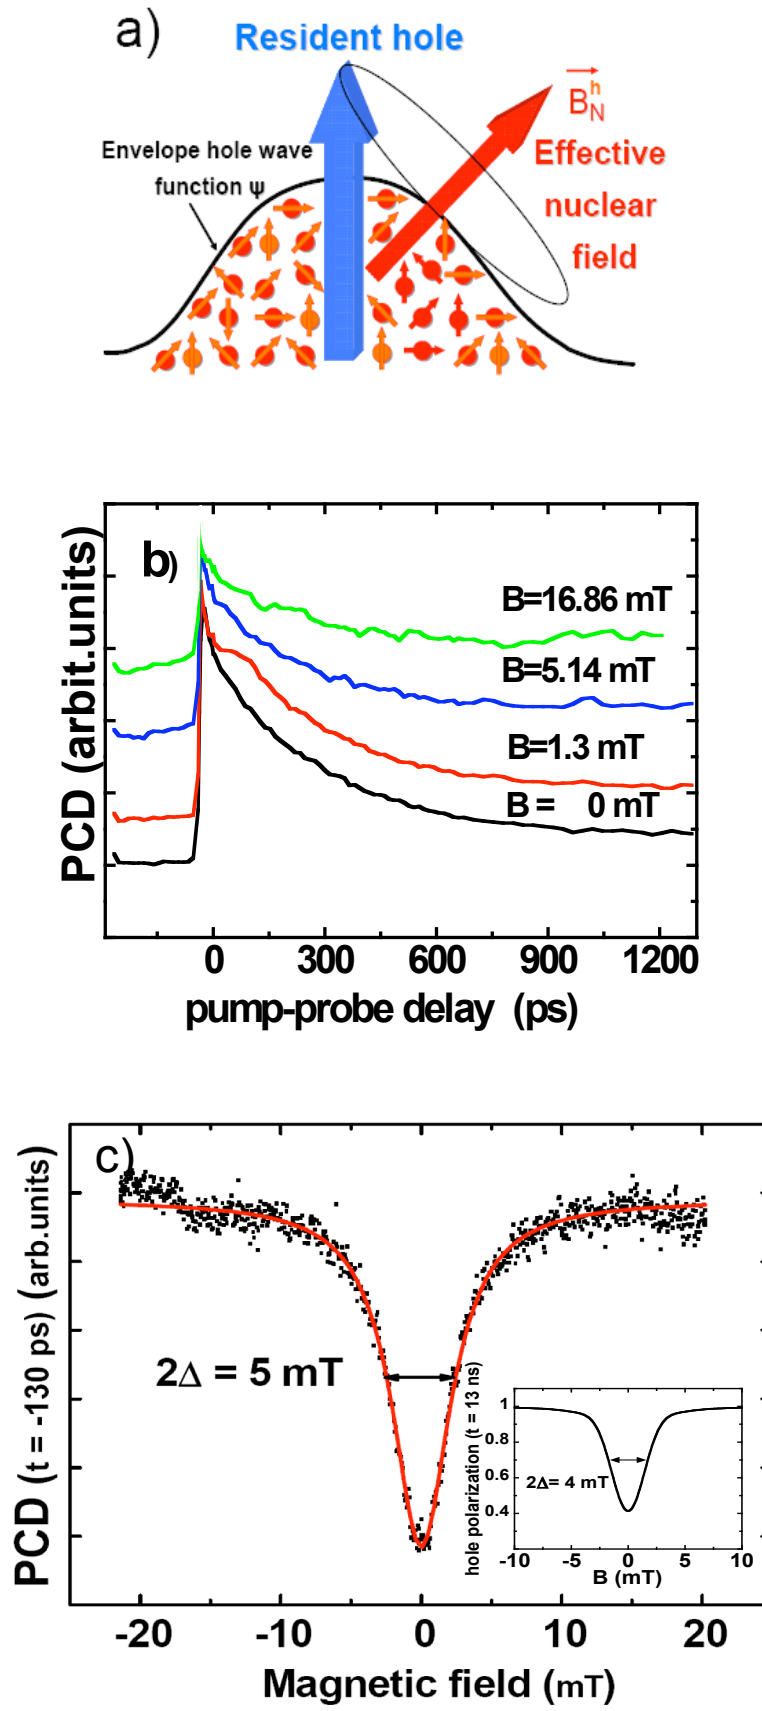 a)
Resident hole
B_N^h
Envelope hole wave
function ψ
Effective
nuclear
field
b)
PCD (arbit.units)
B=16.86 mT
B=5.14 mT
B=1.3 mT
B = 0 mT
0 300 600 900 1200
pump-probe delay (ps)
c)
PCD (t = -130 ps) (arb.units)
2Δ = 5 mT
hole polarization (t = 13 ns)
1
0.8
0.6
0.4
2Δ= 4 mT
-10 -5 0 5 10
B (mT)
-20 -10 0 10 20
Magnetic field (mT)